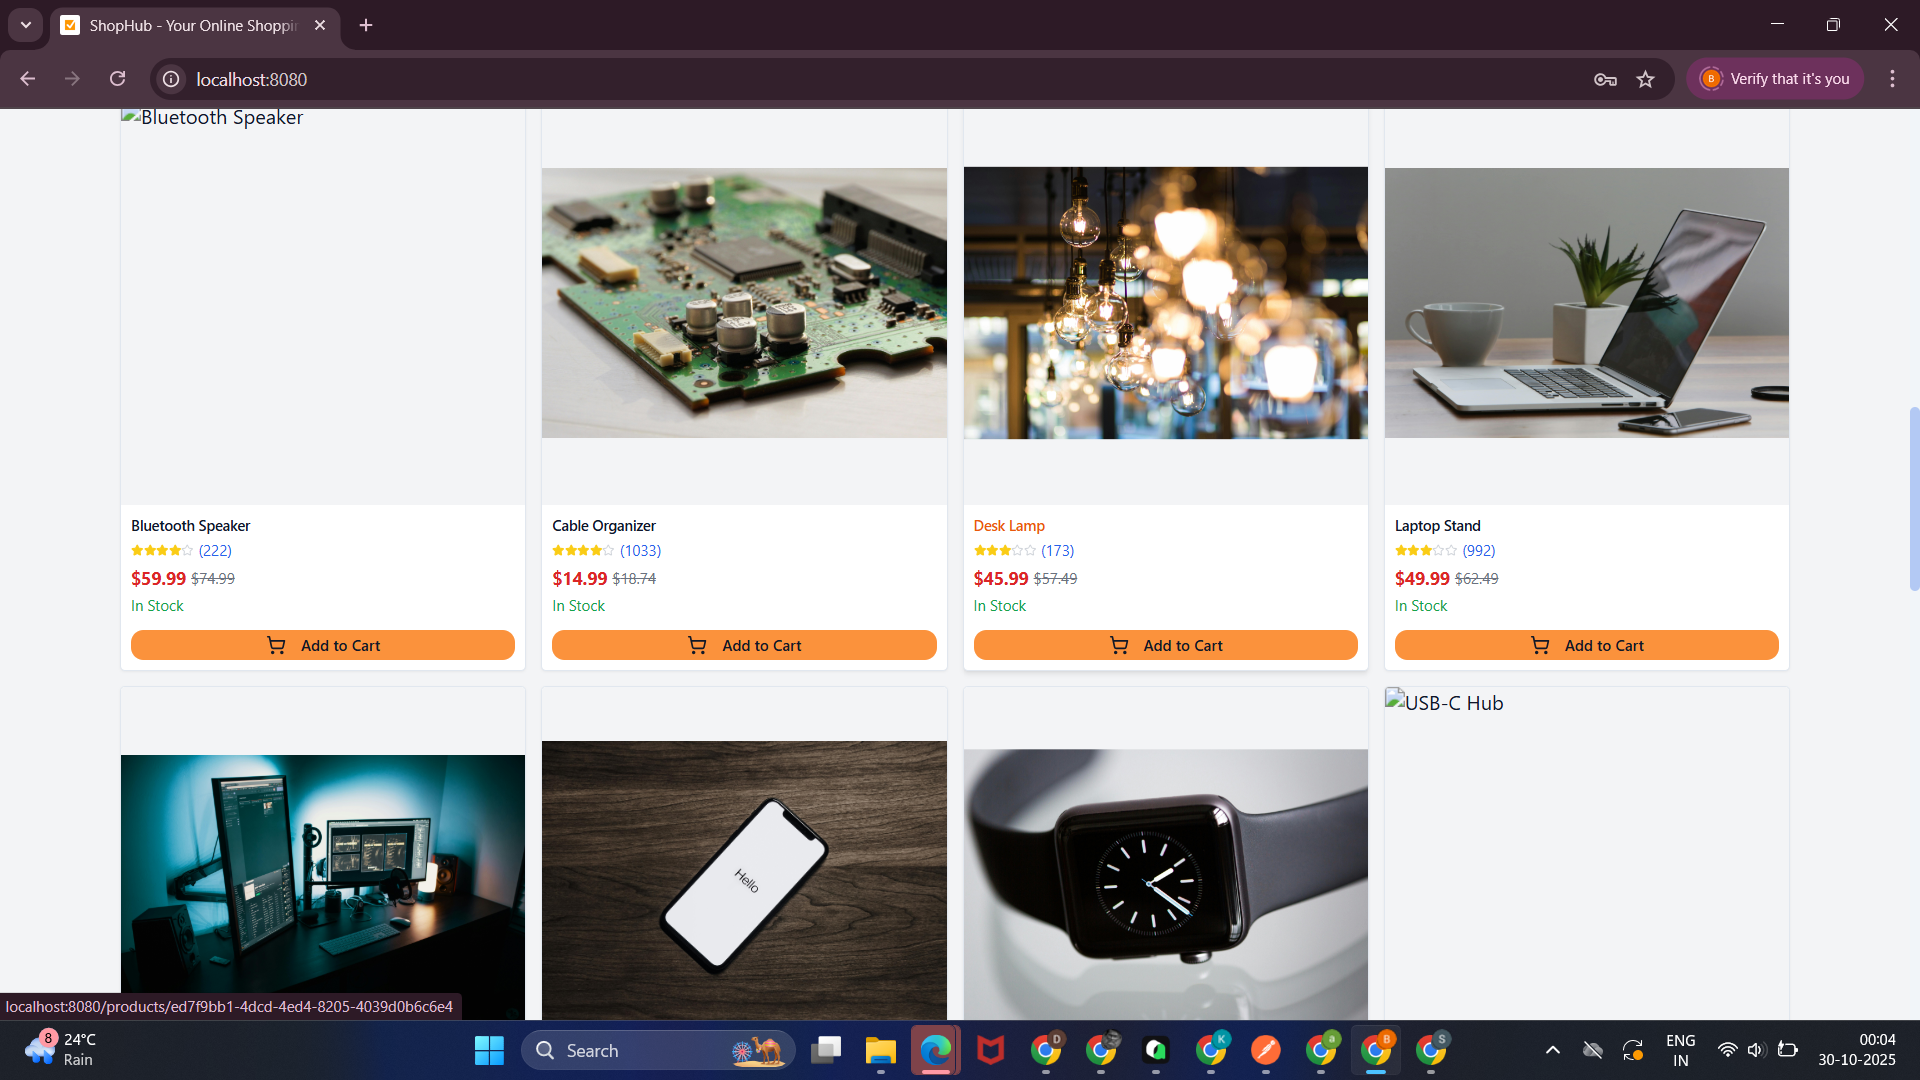 ShopHub - Your Online Shoppin
localhost:8080
B
Verify that it's you
Bluetooth Speaker
Bluetooth Speaker
(222)
$59.99 $74.99
In Stock
Add to Cart
Cable Organizer
(1033)
$14.99 $18.74
In Stock
Add to Cart
Desk Lamp
(173)
$45.99 $57.49
In Stock
Add to Cart
Laptop Stand
(992)
$49.99 $62.49
In Stock
Add to Cart
Hello
USB-C Hub
localhost:8080/products/ed7f9bb1-4dcd-4ed4-8205-4039d0b6c6e4
8
24°C
Rain
Search
D
K
a
B
S
ENG
IN
00:04
30-10-2025